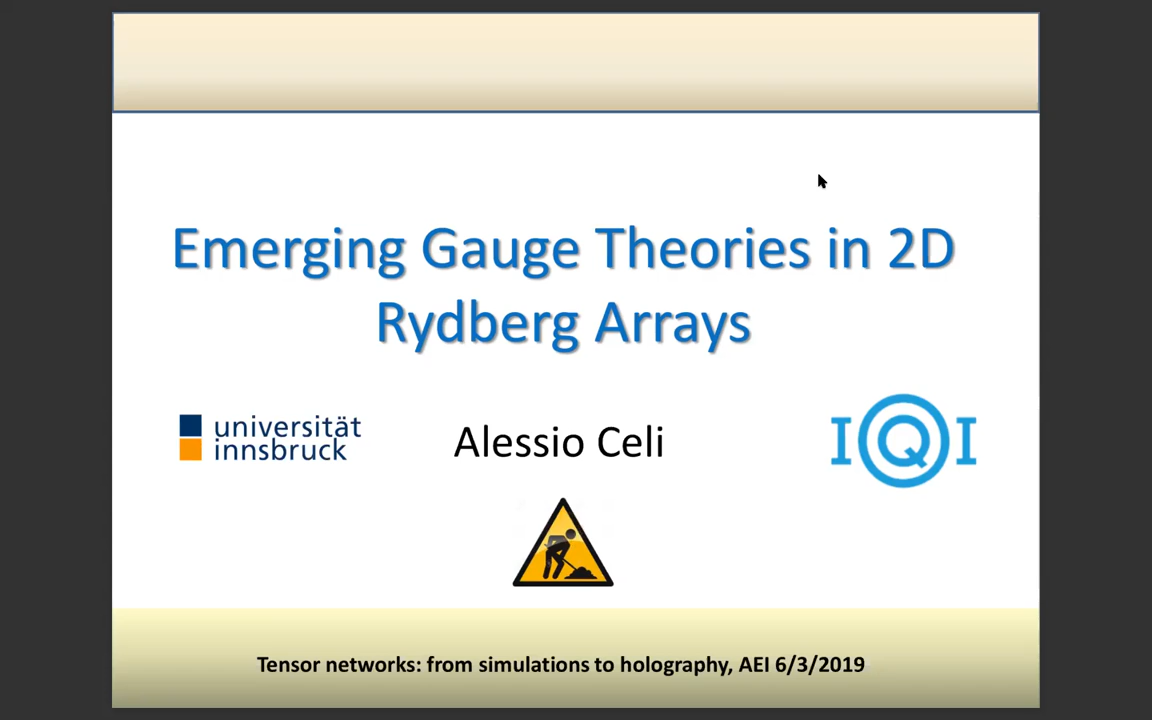 Emerging Gauge Theories in 2D
Rydberg Arrays
universität
innsbruck
Alessio Celi
IQI
Tensor networks: from simulations to holography, AEI 6/3/2019